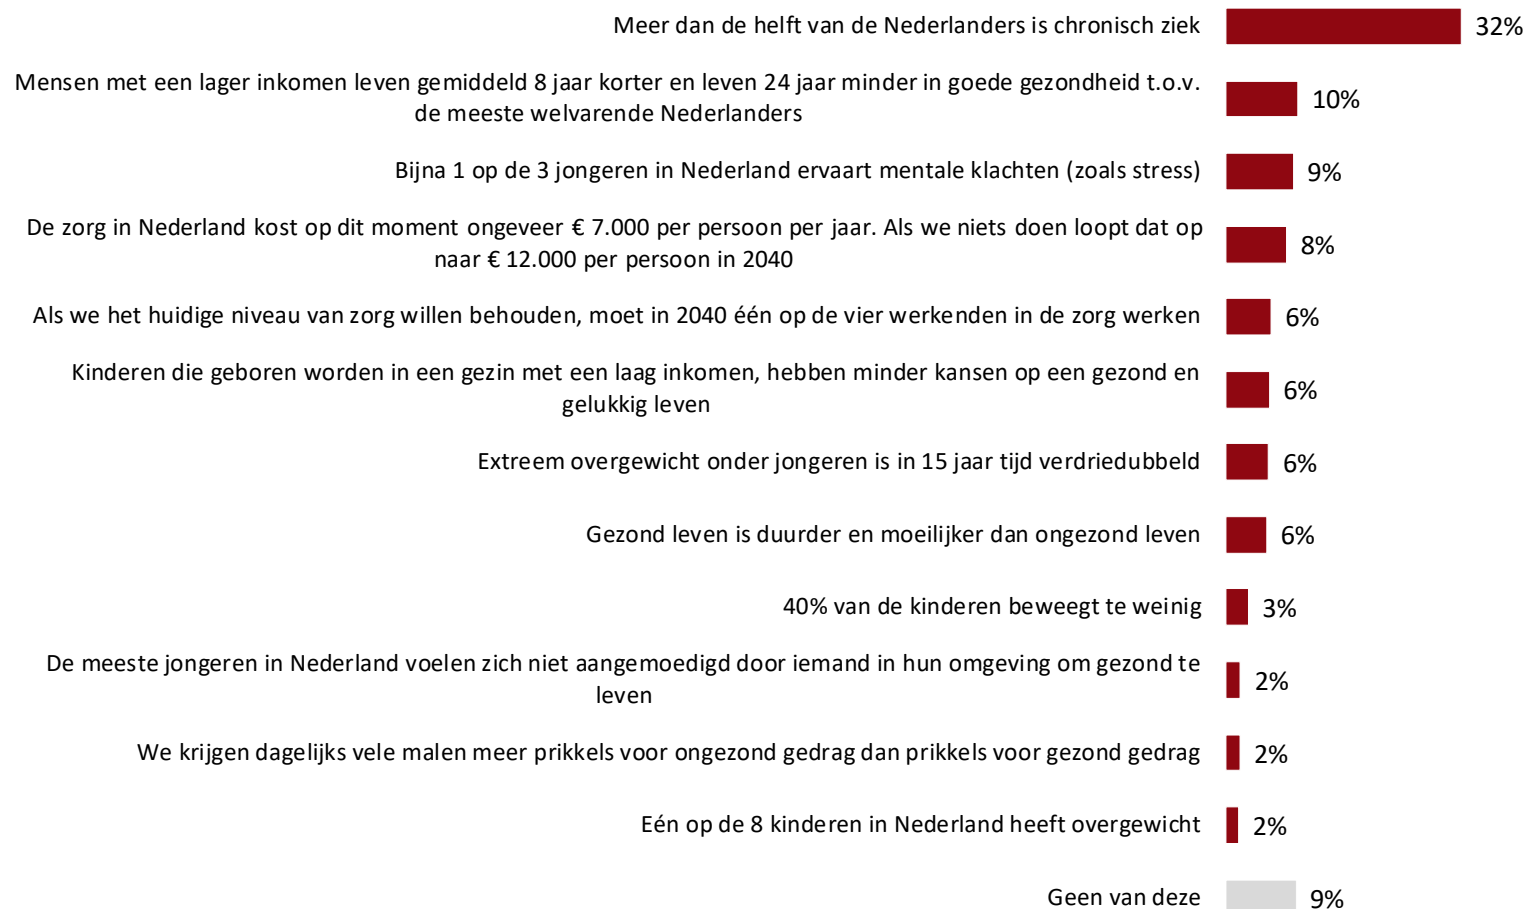 Meer dan de helft van de Nederlanders is chronisch ziek 32%
Mensen met een lager inkomen leven gemiddeld 8 jaar korter en leven 24 jaar minder in goede gezondheid t.o.v.
de meeste welvarende Nederlanders 10%
Bijna 1 op de 3 jongeren in Nederland ervaart mentale klachten (zoals stress) 9%
De zorg in Nederland kost op dit moment ongeveer € 7.000 per persoon per jaar. Als we niets doen loopt dat op
naar € 12.000 per persoon in 2040 8%
Als we het huidige niveau van zorg willen behouden, moet in 2040 één op de vier werkenden in de zorg werken 6%
Kinderen die geboren worden in een gezin met een laag inkomen, hebben minder kansen op een gezond en
gelukkig leven 6%
Extreem overgewicht onder jongeren is in 15 jaar tijd verdriedubbeld 6%
Gezond leven is duurder en moeilijker dan ongezond leven 6%
40% van de kinderen beweegt te weinig 3%
De meeste jongeren in Nederland voelen zich niet aangemoedigd door iemand in hun omgeving om gezond te
leven 2%
We krijgen dagelijks vele malen meer prikkels voor ongezond gedrag dan prikkels voor gezond gedrag 2%
Eén op de 8 kinderen in Nederland heeft overgewicht 2%
Geen van deze 9%